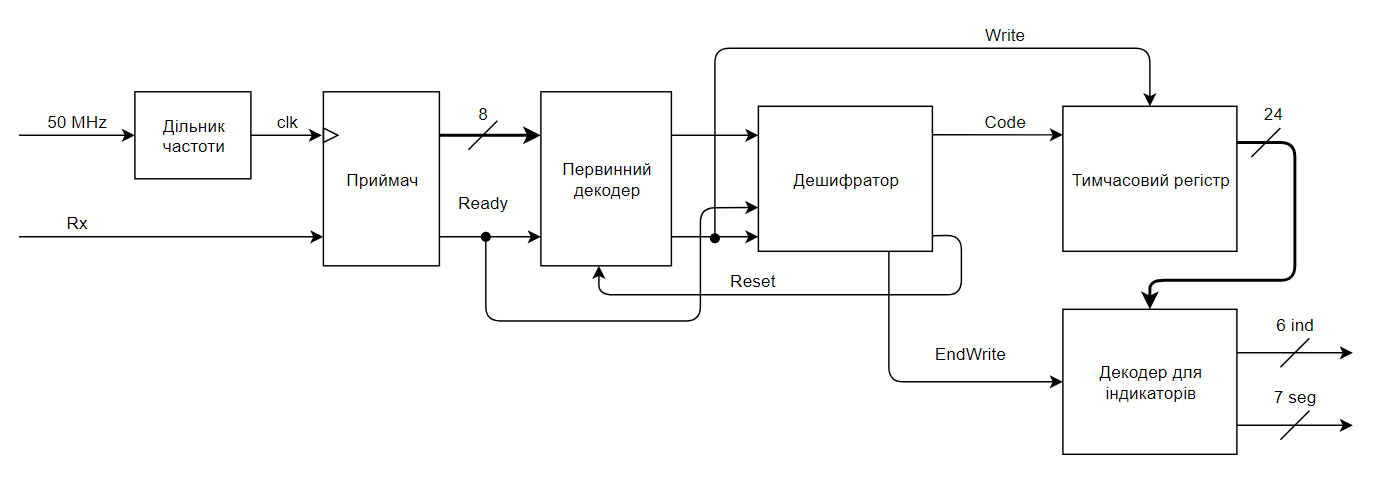 Write
50 MHz
Дільник
частоти
clk
Приймач
8
Ready
Rx
Первинний
декодер
Дешифратор
Code
Тимчасовий регістр
24
Reset
EndWrite
Декодер для
індикаторів
6 ind
7 seg